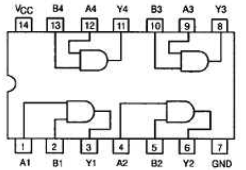 VCC B4 A4 Y4 B3 A3 Y3
14 13 12 11 10 9 8
1 2 3 4 5 6 7
A1 B1 Y1 A2 B2 Y2 GND